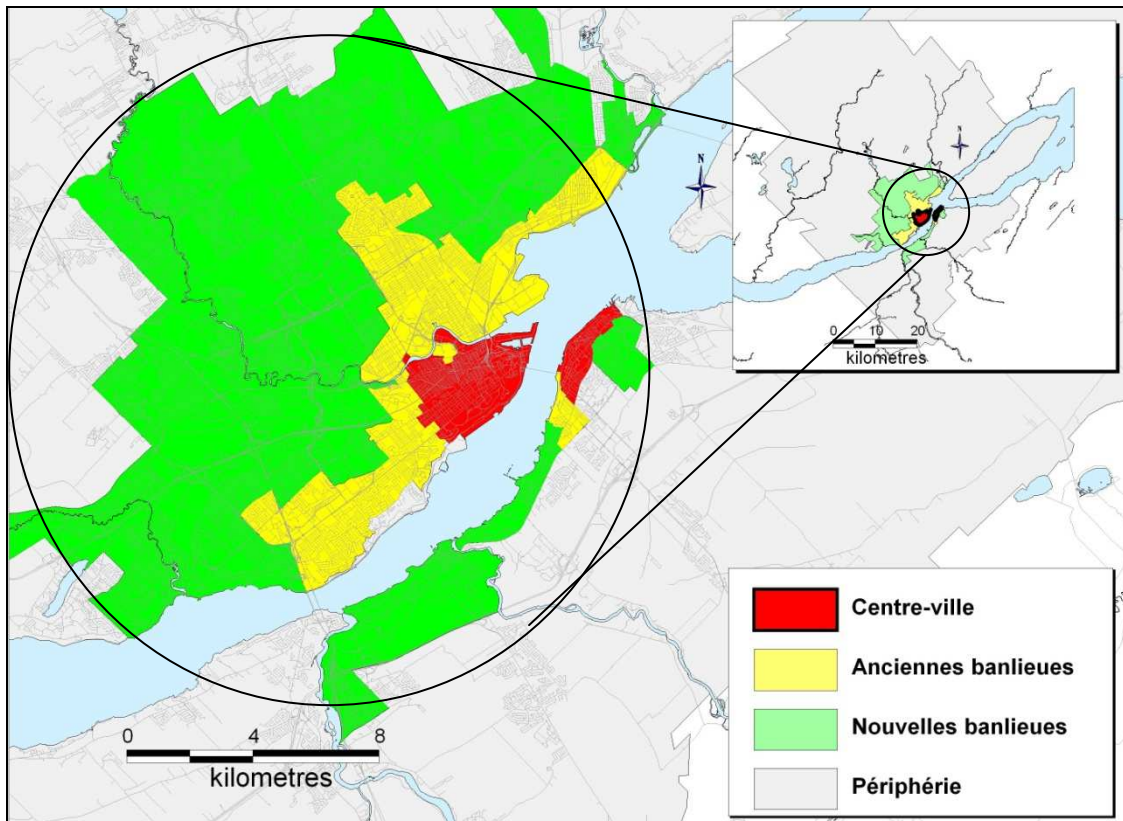 N
N
0 10 20
kilometres
Centre-ville
Anciennes banlieues
Nouvelles banlieues
Périphérie
0 4 8
kilometres